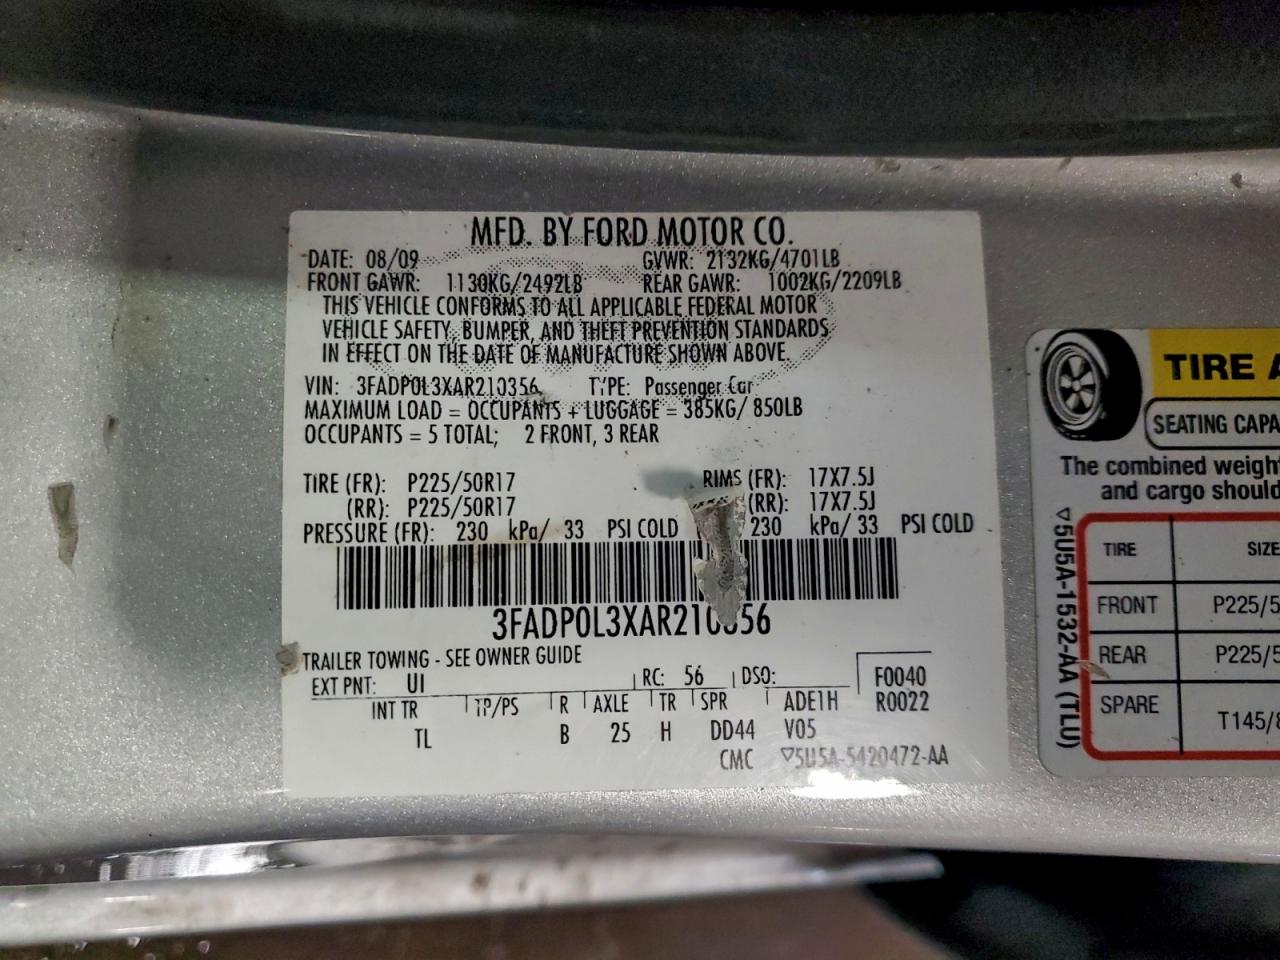 MFD. BY FORD MOTOR CO.
DATE: 08/09 GVWR: 2132KG/4701LB
FRONT GAWR: 1130KG/2492LB REAR GAWR: 1002KG/2209LB
THIS VEHICLE CONFORMS TO ALL APPLICABLE FEDERAL MOTOR
VEHICLE SAFETY, BUMPER, AND THEFT PREVENTION STANDARDS
IN EFFECT ON THE DATE OF MANUFACTURE SHOWN ABOVE.
VIN: 3FADP0L3XAR210356 TYPE: Passenger Car
MAXIMUM LOAD = OCCUPANTS + LUGGAGE = 385KG/ 850LB
OCCUPANTS = 5 TOTAL; 2 FRONT, 3 REAR
TIRE (FR): P225/50R17 RIMS (FR): 17X7.5J
(RR): P225/50R17 (RR): 17X7.5J
PRESSURE (FR): 230 kPa/ 33 PSI COLD 230 kPa/ 33 PSI COLD
3FADP0L3XAR210356
TRAILER TOWING - SEE OWNER GUIDE
EXT PNT: UI RC: 56 DSO: F0040
INT TR TP/PS R AXLE TR SPR ADE1H R0022
TL B 25 H DD44 V05
CMC ▽5U5A-5420472-AA
TIRE A
SEATING CAPA
The combined weight
and cargo should
▽5U5A-1532-AA (TLU)
TIRE SIZE
FRONT P225/5
REAR P225/5
SPARE T145/8